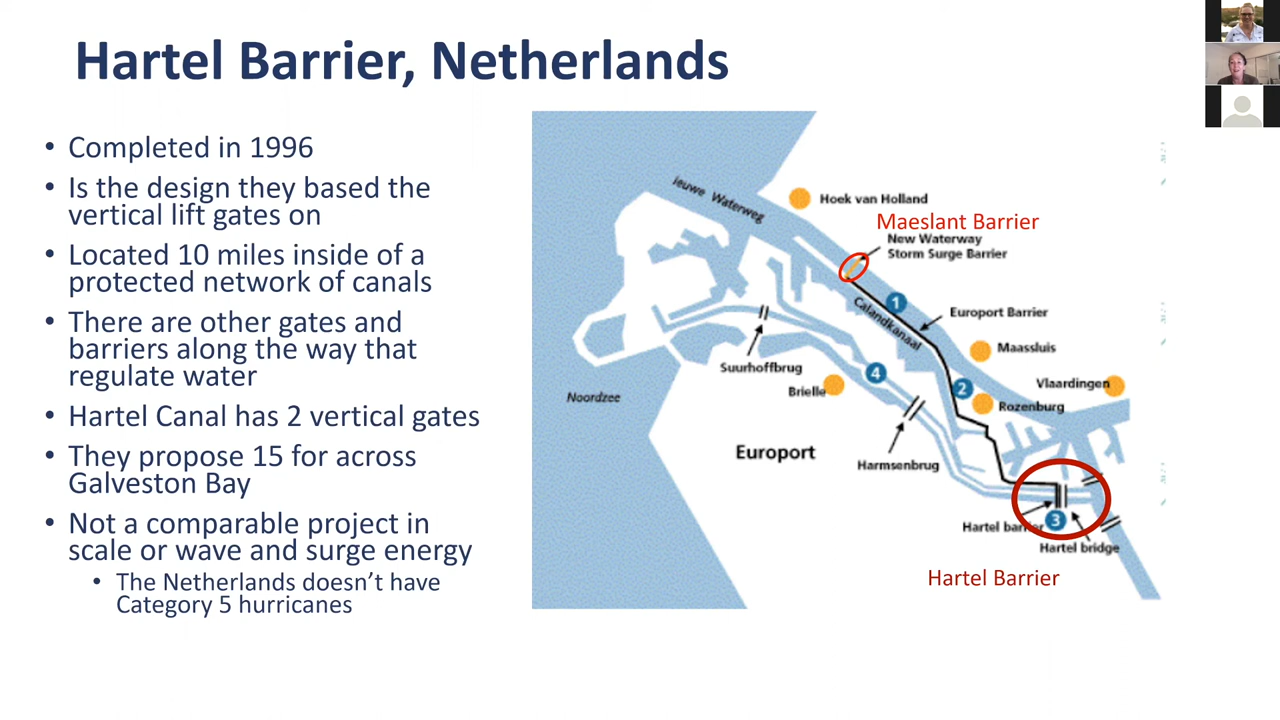 Hartel Barrier, Netherlands
• Completed in 1996
• Is the design they based the
vertical lift gates on
• Located 10 miles inside of a
protected network of canals
• There are other gates and
barriers along the way that
regulate water
• Hartel Canal has 2 vertical gates
• They propose 15 for across
Galveston Bay
• Not a comparable project in
scale or wave and surge energy
• The Netherlands doesn't have
Category 5 hurricanes
ieuwe Waterweg
Hoek van Holland
Maeslant Barrier
New Waterway
Storm Surge Barrier
1
Calandkanaal
Europort Barrier
Maassluis
Suurhoffbrug
4
Brielle
2
Vlaardingen
Noordzee
Rozenburg
Europort
Harmsenbrug
Hartel barrier
3
Hartel bridge
Hartel Barrier